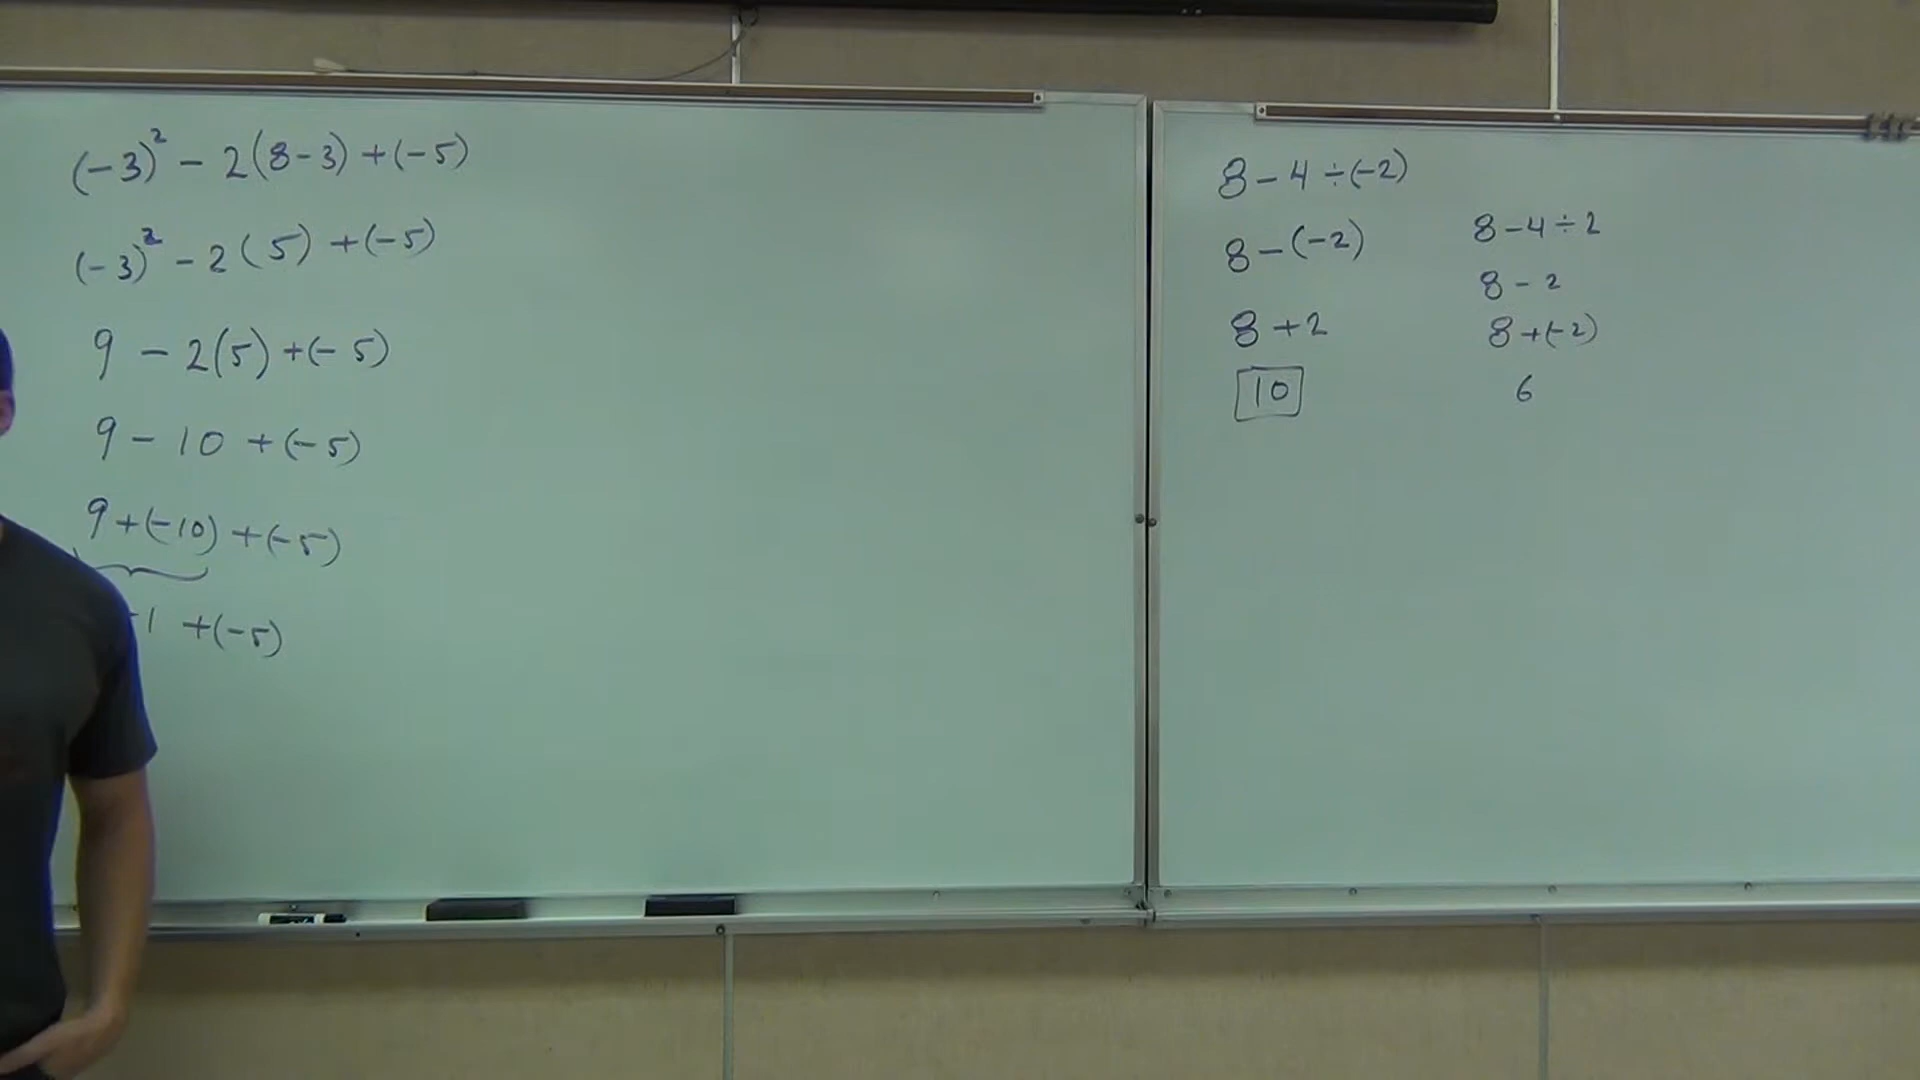 (-3)² - 2(8-3) +(-5)
(-3)² - 2(5) +(-5)
9 - 2(5) +(-5)
9 - 10 +(-5)
9 +(-10) +(-5)
-1 +(-5)
8 - 4 ÷ (-2)
8 - (-2)
8 + 2
10
8 - 4 ÷ 2
8 - 2
8 +(-2)
6